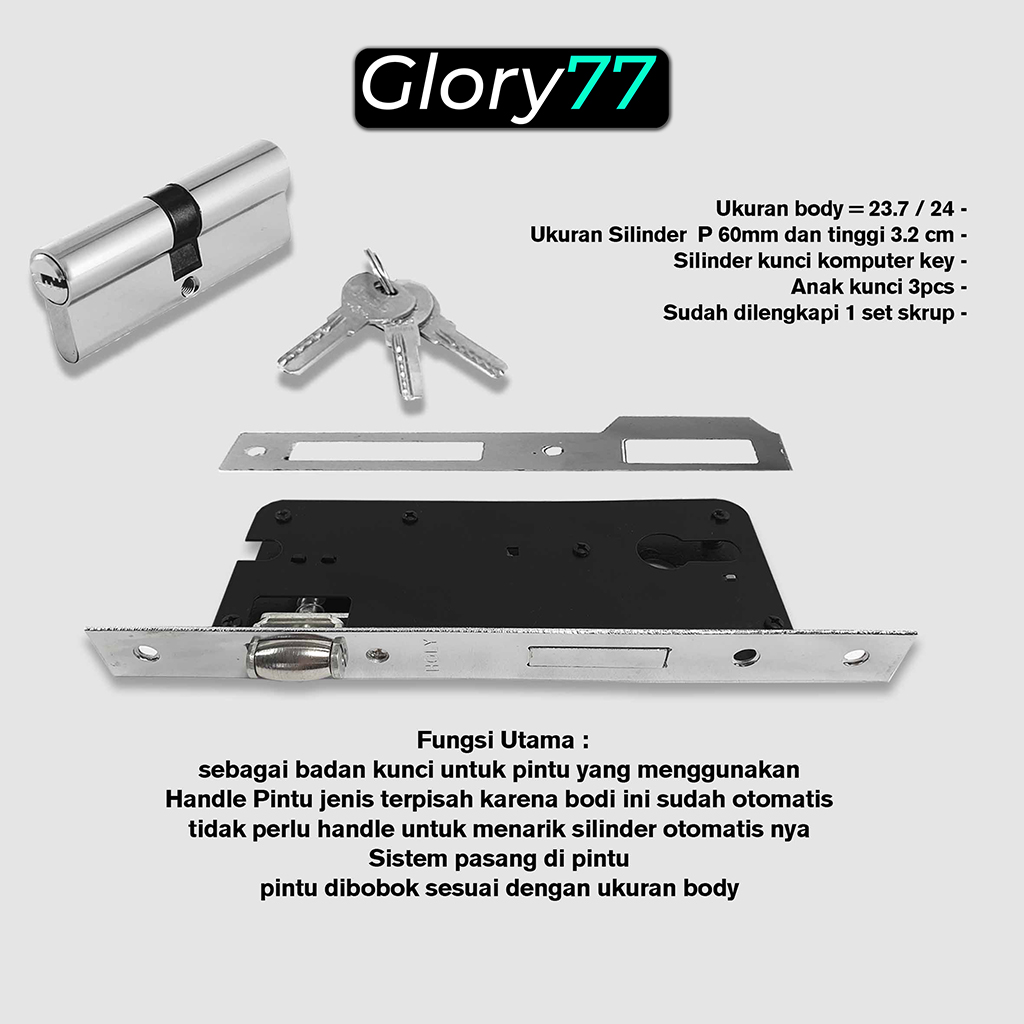 Glory77
Ukuran body = 23.7 / 24 -
Ukuran Silinder P 60mm dan tinggi 3.2 cm -
Silinder kunci komputer key -
Anak kunci 3pcs -
Sudah dilengkapi 1 set skrup -
BOLY
Fungsi Utama :
sebagai badan kunci untuk pintu yang menggunakan
Handle Pintu jenis terpisah karena bodi ini sudah otomatis
tidak perlu handle untuk menarik silinder otomatis nya
Sistem pasang di pintu
pintu dibobok sesuai dengan ukuran body